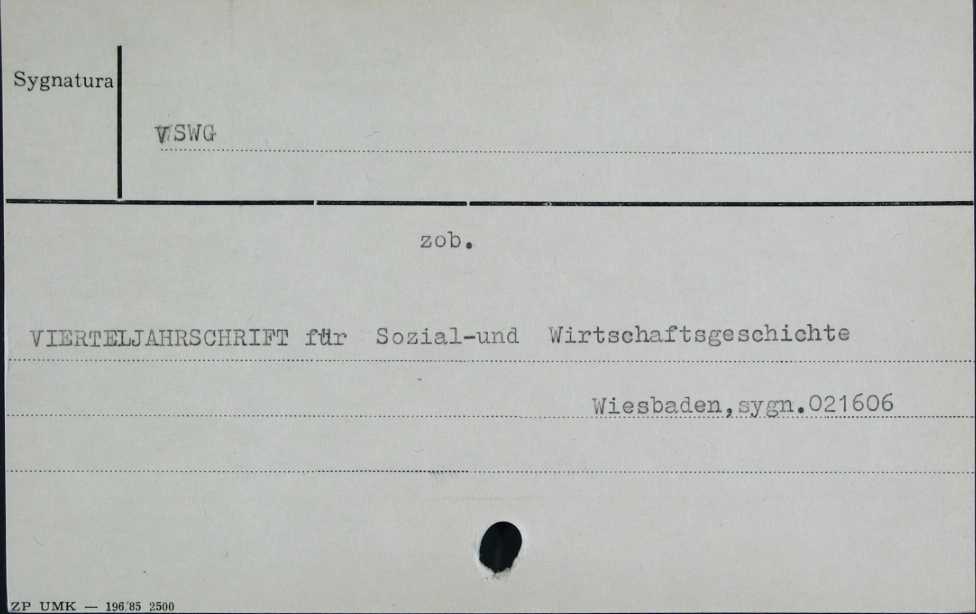 Sygnatura
VSWG
zob.
VIERTELJAHRSCHRIFT für Sozial-und Wirtschaftsgeschichte
Wiesbaden,sygn.021606
ZP UMK — 196/85 2500